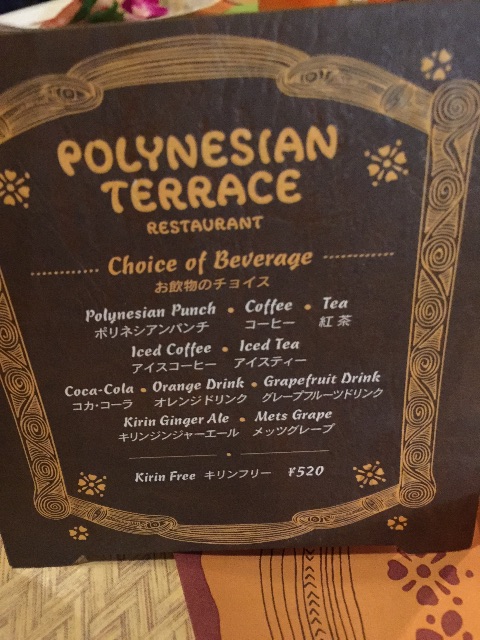 POLYNESIAN
TERRACE
RESTAURANT
Choice of Beverage
お飲物のチョイス
Polynesian Punch • Coffee • Tea
ポリネシアンパンチ コーヒー 紅茶
Iced Coffee • Iced Tea
アイスコーヒー アイスティー
Coca-Cola • Orange Drink • Grapefruit Drink
コカ・コーラ オレンジドリンク グレープフルーツドリンク
Kirin Ginger Ale • Mets Grape
キリンジンジャーエール メッツグレープ
Kirin Free キリンフリー ¥520